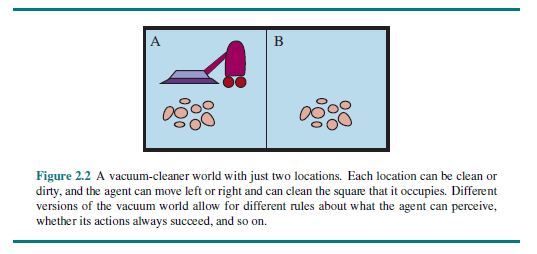 A
B
Figure 2.2 A vacuum-cleaner world with just two locations. Each location can be clean or
dirty, and the agent can move left or right and can clean the square that it occupies. Different
versions of the vacuum world allow for different rules about what the agent can perceive,
whether its actions always succeed, and so on.